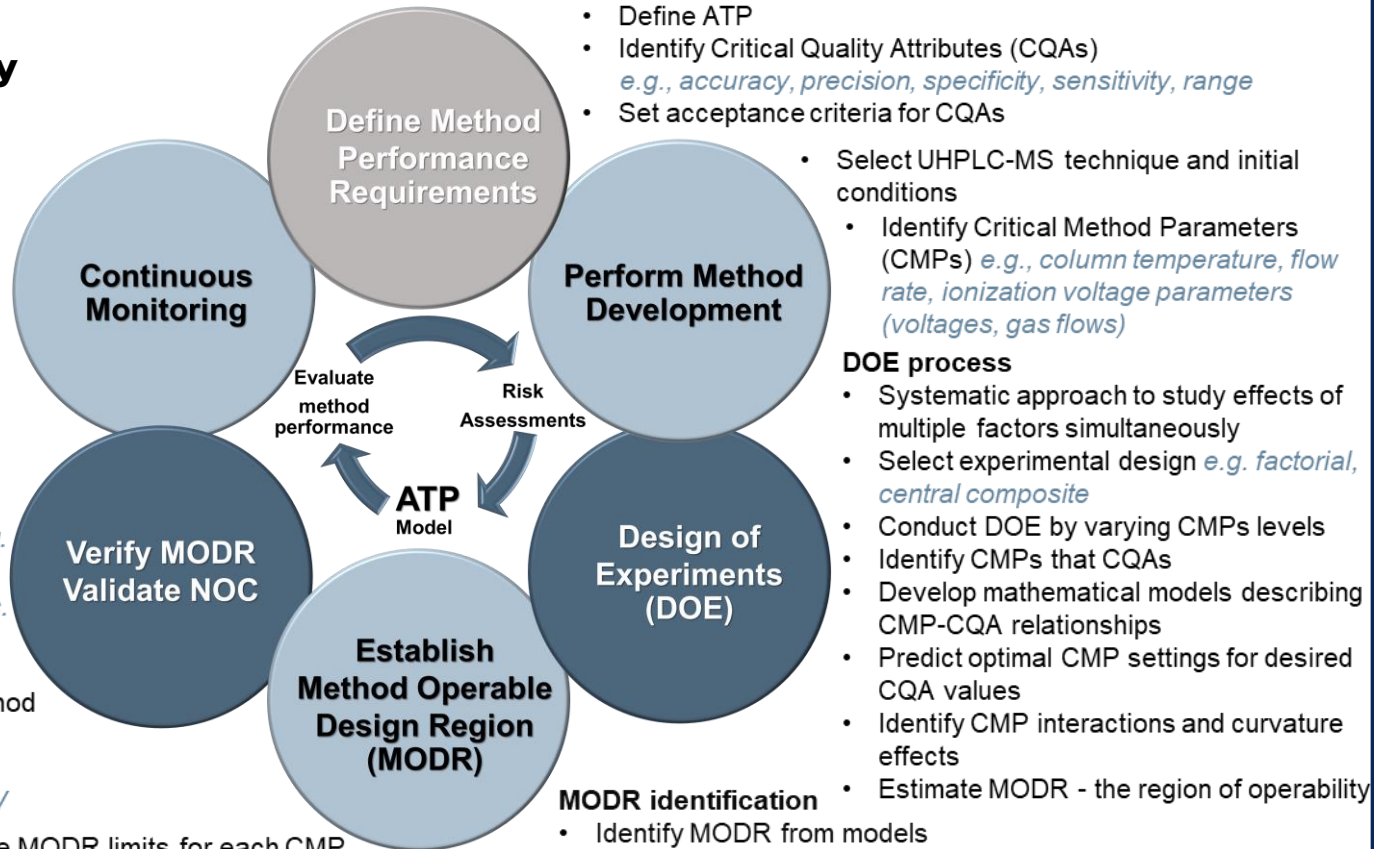 y
• Define ATP
• Identify Critical Quality Attributes (CQAs)
e.g., accuracy, precision, specificity, sensitivity, range
• Set acceptance criteria for CQAs
Define Method
Performance
Requirements
• Select UHPLC-MS technique and initial
conditions
• Identify Critical Method Parameters
(CMPs) e.g., column temperature, flow
rate, ionization voltage parameters
(voltages, gas flows)
Perform Method
Development
Continuous
Monitoring
Evaluate
method
performance
Risk
Assessments
ATP
Model
DOE process
• Systematic approach to study effects of
multiple factors simultaneously
• Select experimental design e.g. factorial,
central composite
• Conduct DOE by varying CMPs levels
• Identify CMPs that CQAs
• Develop mathematical models describing
CMP-CQA relationships
• Predict optimal CMP settings for desired
CQA values
• Identify CMP interactions and curvature
effects
• Estimate MODR - the region of operability
Design of
Experiments
(DOE)
Verify MODR
Validate NOC
Establish
Method Operable
Design Region
(MODR)
MODR identification
• Identify MODR from models
MODR limits for each CMP